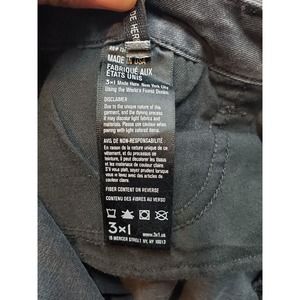 MADE IN USA
FABRIQUÉ AUX
ÉTATS UNIS
3×1 Made Here. New York City
Using the World's Finest Denims
DISCLAIMER
Due to the unique nature of this
garment, and the dyeing process
it may discolor light fabrics and
leathers. Please use caution when
pairing with light colored items.
AVIS DE NON-RESPONSABILITÉ
En raison de la nature unique de ce
vêtement, et du processus de
teinture, il peut décolorer les tissus
et les maroquins de couleur claire.
S'il vous plaît, soyez prudent
lorsque vous le porter
avec des articles de
couleur clairs.
FIBER CONTENT ON REVERSE
CONTENU DES FIBRES AU VERSO
3×1
www.3x1.us
15 MERCER STREET NY, NY 10013